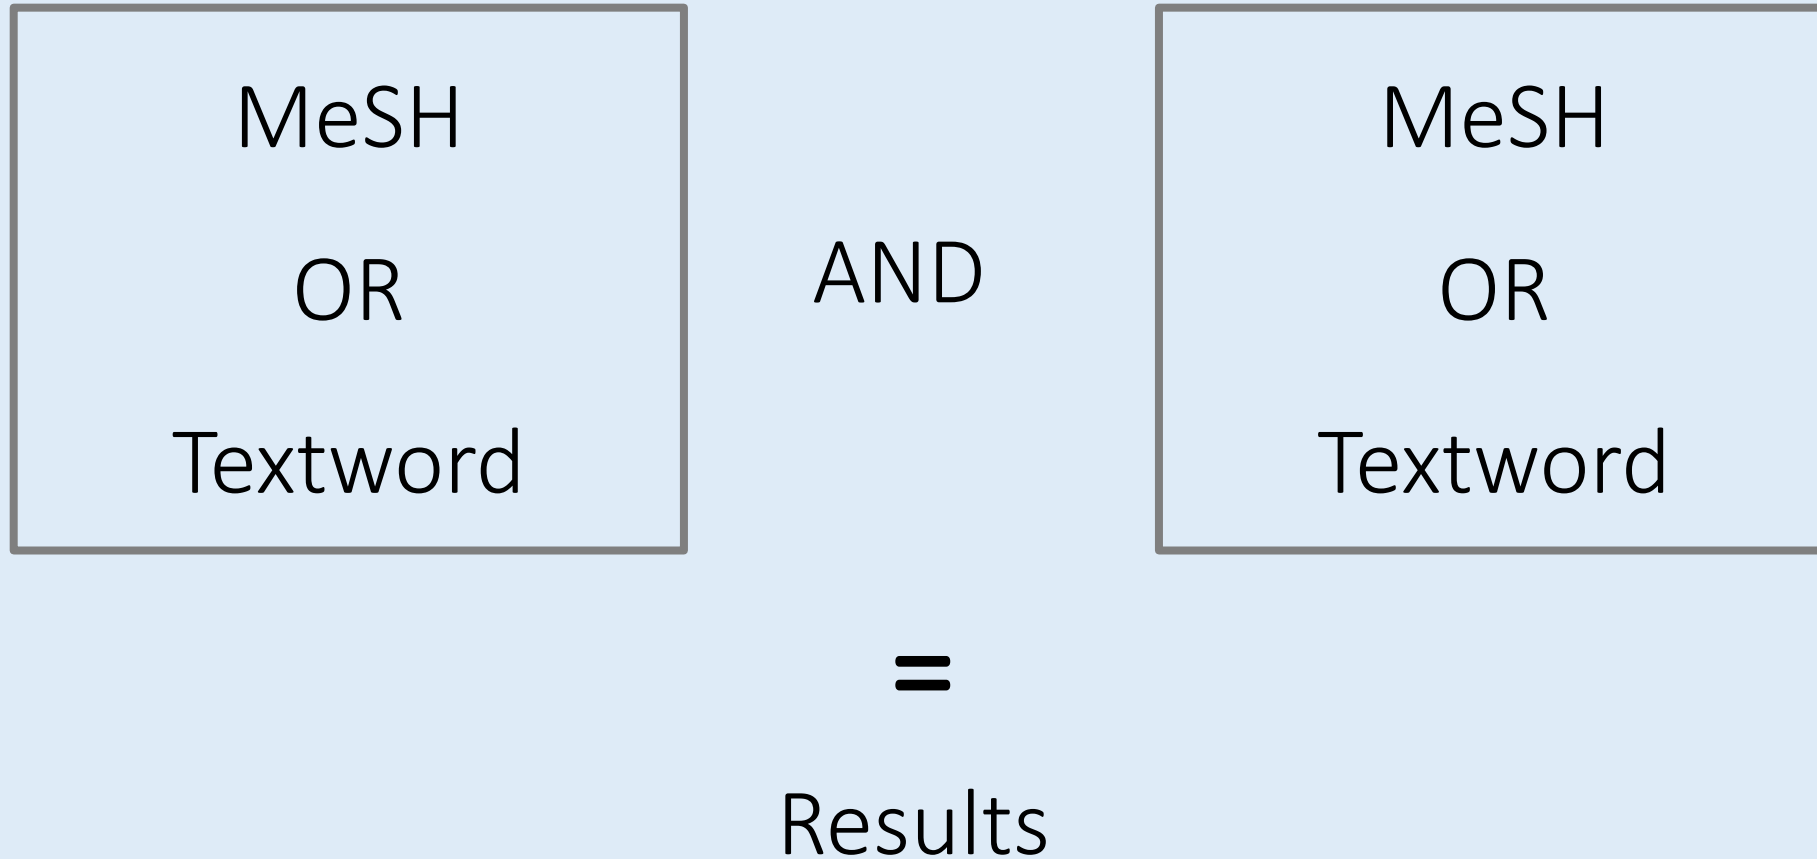 MeSH
OR
Textword
AND
MeSH
OR
Textword
=
Results